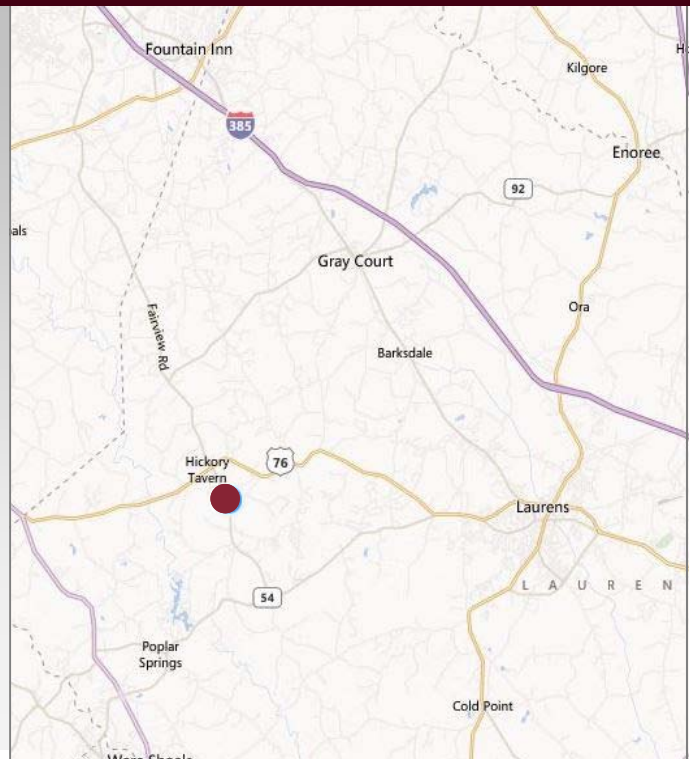 Fountain Inn
Kilgore
385
Enoree
92
als
Gray Court
Ora
Fairview Rd
Barksdale
Hickory
Tavern
76
Laurens
L A U R E N
54
Poplar
Springs
Cold Point